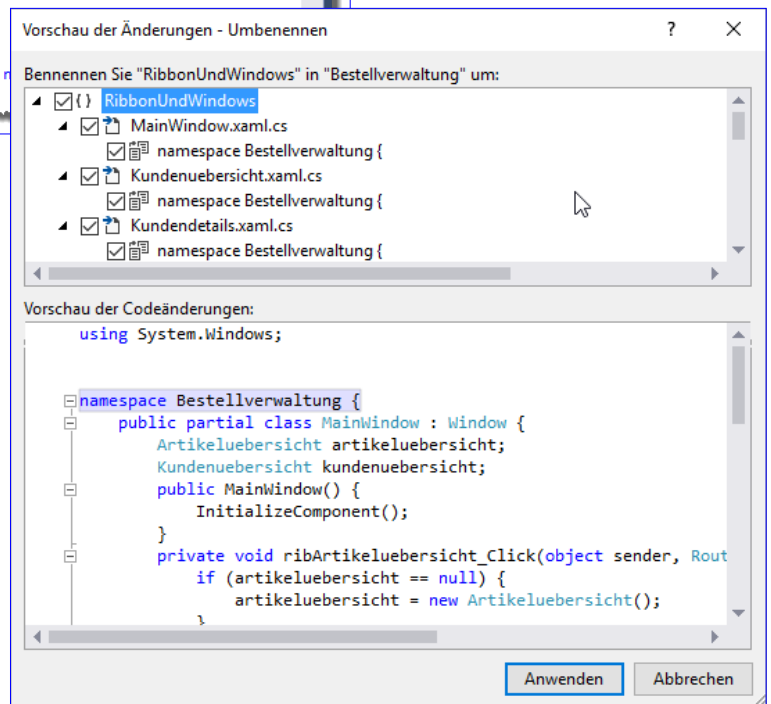 Vorschau der Änderungen - Umbenennen
Bennennen Sie "RibbonUndWindows" in "Bestellverwaltung" um:
{ } RibbonUndWindows
MainWindow.xaml.cs
namespace Bestellverwaltung {
Kundenuebersicht.xaml.cs
namespace Bestellverwaltung {
Kundendetails.xaml.cs
namespace Bestellverwaltung {
Vorschau der Codeänderungen:
using System.Windows;
namespace Bestellverwaltung {
public partial class MainWindow : Window {
Artikeluebersicht artikeluebersicht;
Kundenuebersicht kundenuebersicht;
public MainWindow() {
InitializeComponent();
}
private void ribArtikeluebersicht_Click(object sender, Rout
if (artikeluebersicht == null) {
artikeluebersicht = new Artikeluebersicht();
}
Anwenden Abbrechen